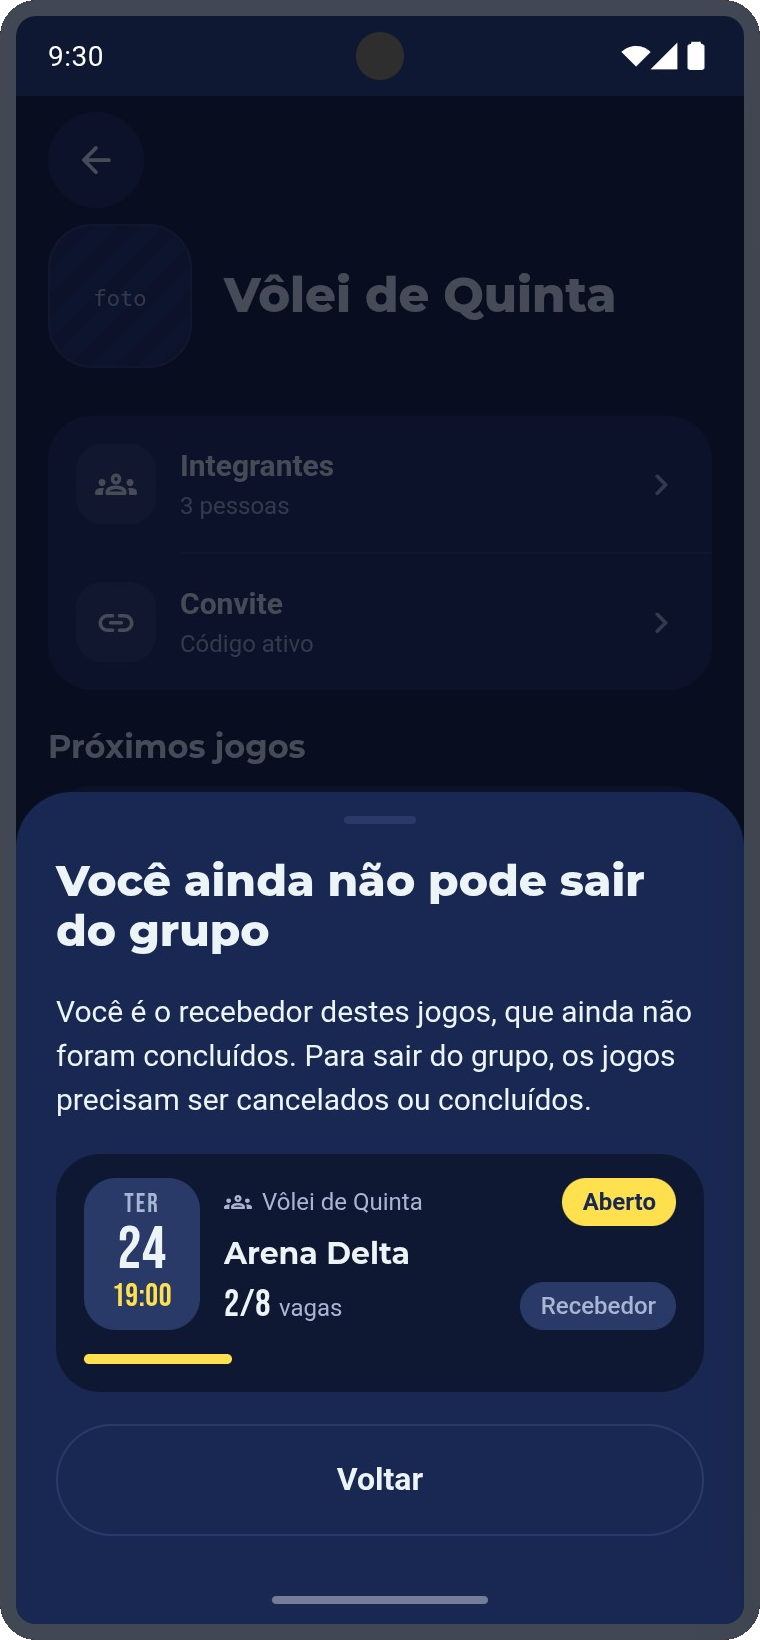 9:30
foto
Vôlei de Quinta
Integrantes
3 pessoas
Convite
Código ativo
Próximos jogos
Você ainda não pode sair
do grupo
Você é o recebedor destes jogos, que ainda não
foram concluídos. Para sair do grupo, os jogos
precisam ser cancelados ou concluídos.
TER
24
19:00
Vôlei de Quinta
Aberto
Arena Delta
2/8 vagas
Recebedor
Voltar